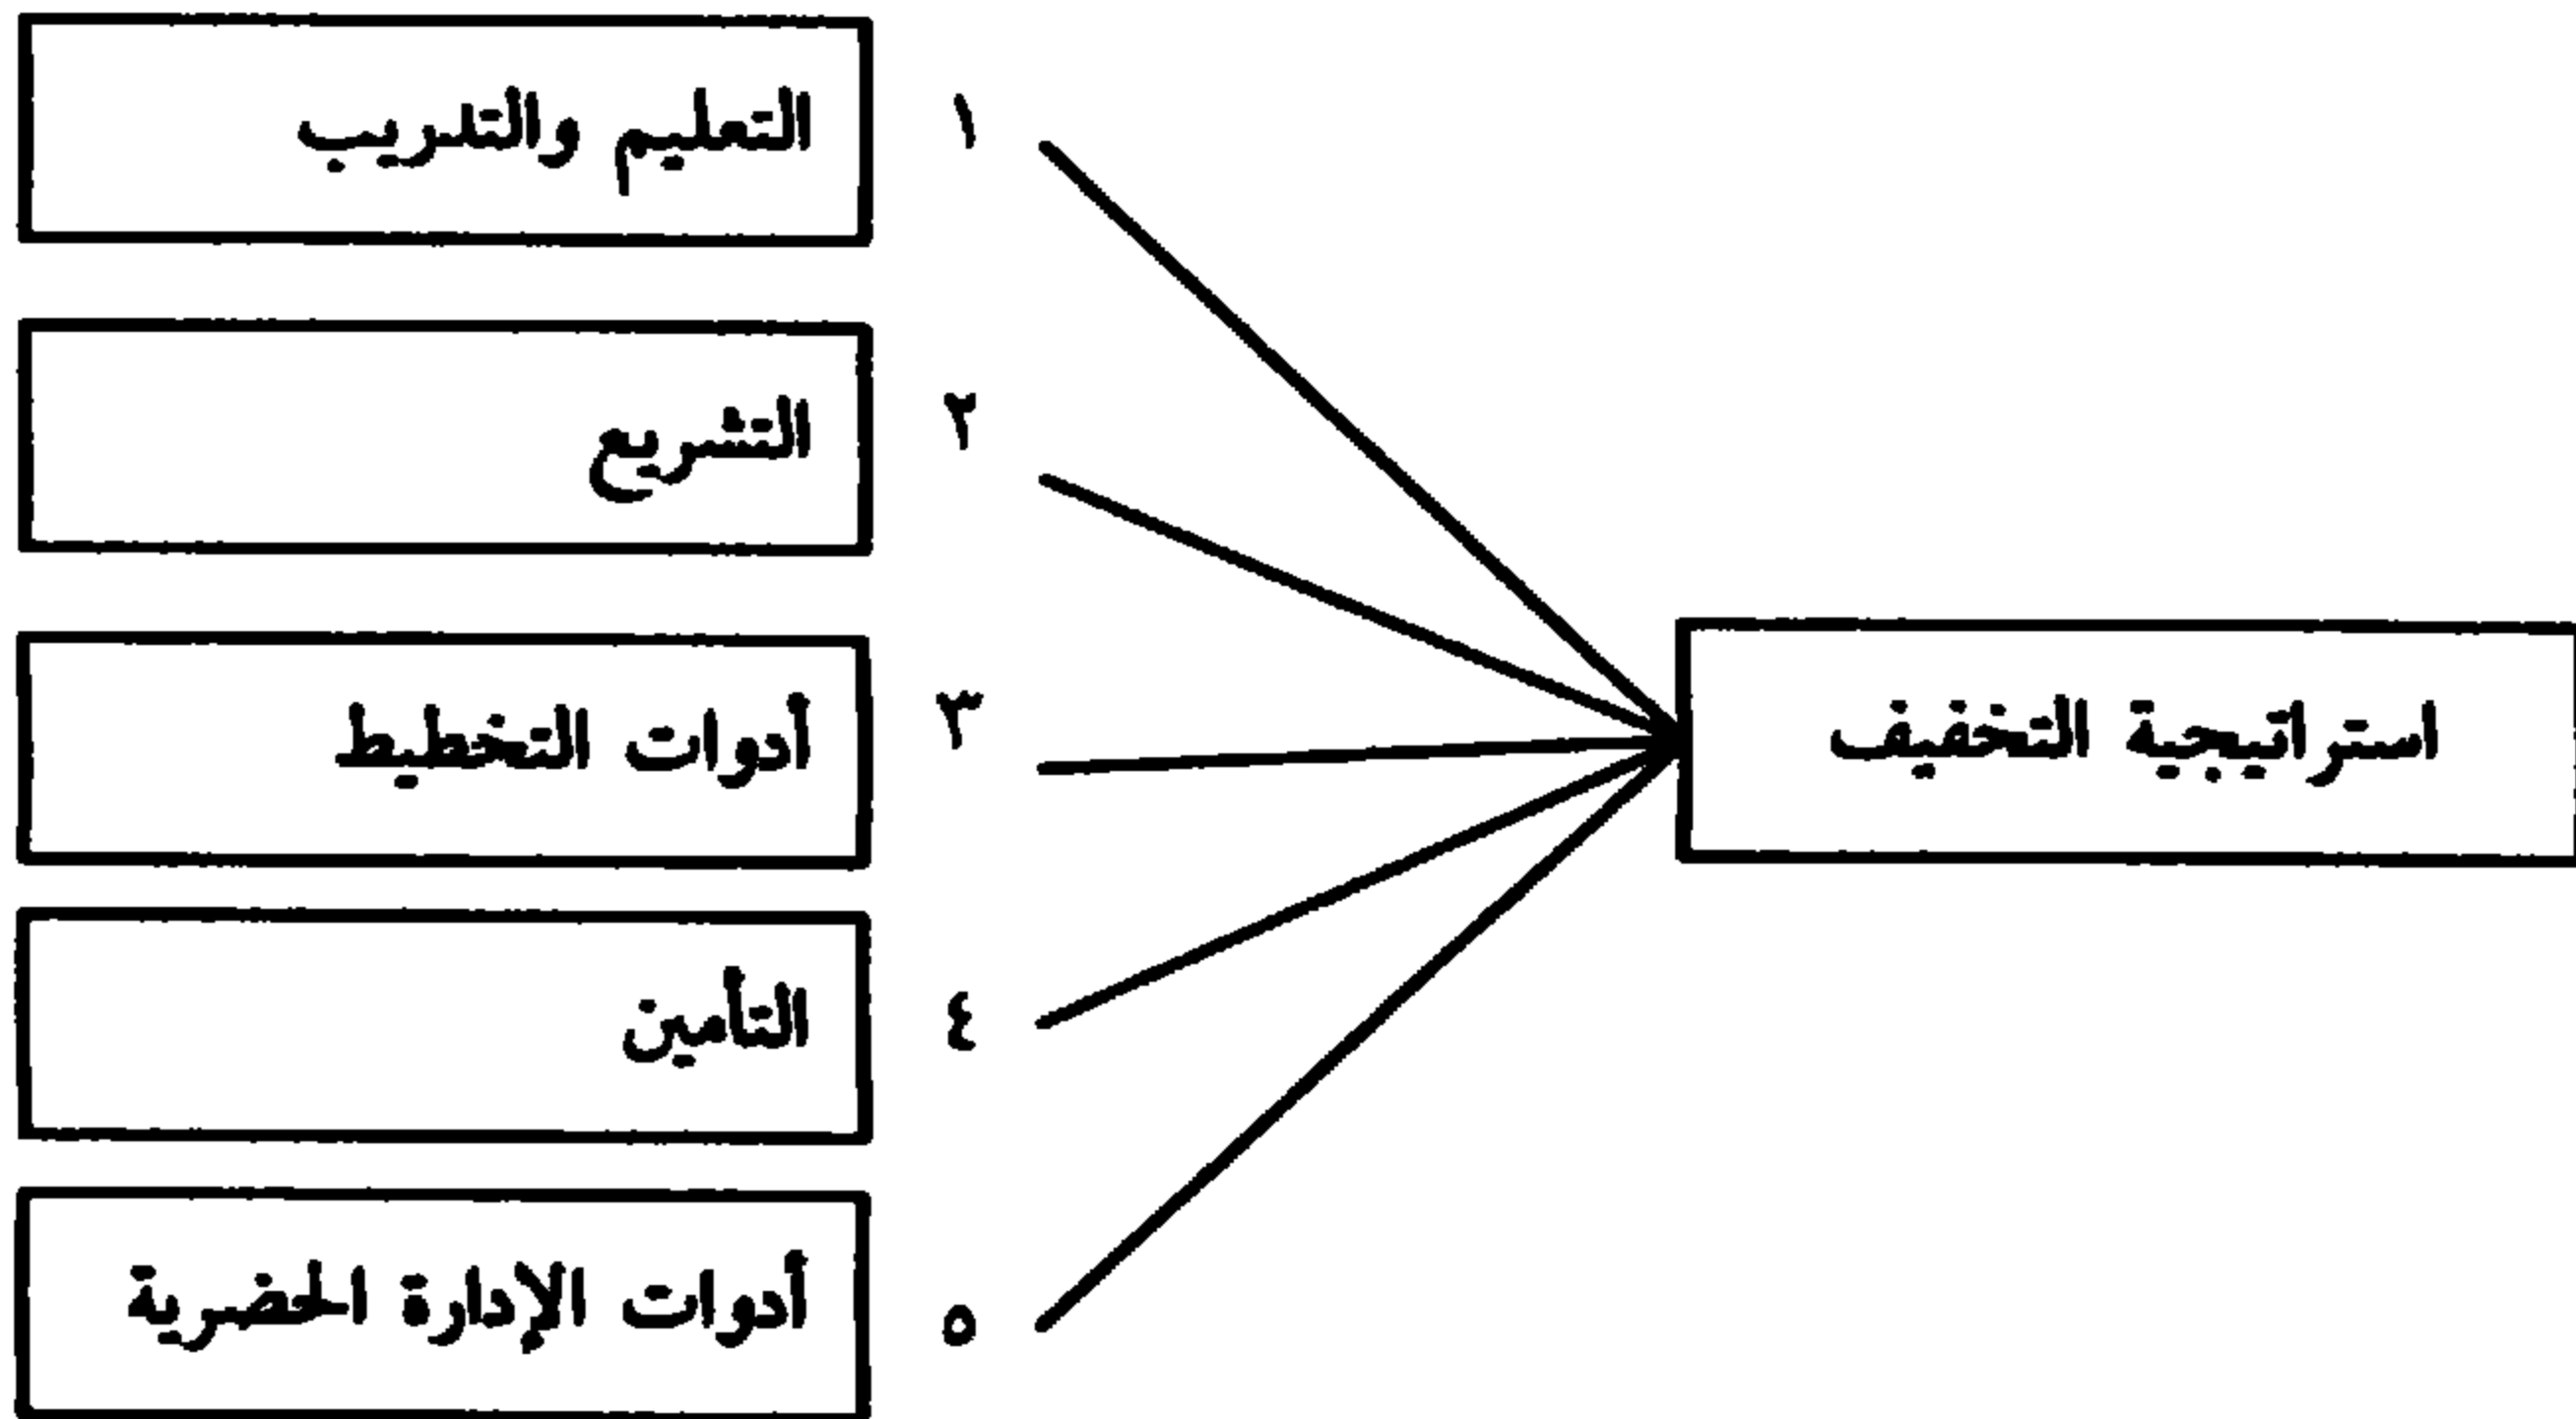 استراتيجية التخفيف
١ التعليم والتدريب
٢ التشريع
٣ أدوات التخطيط
٤ التأمين
٥ أدوات الإدارة الحضرية